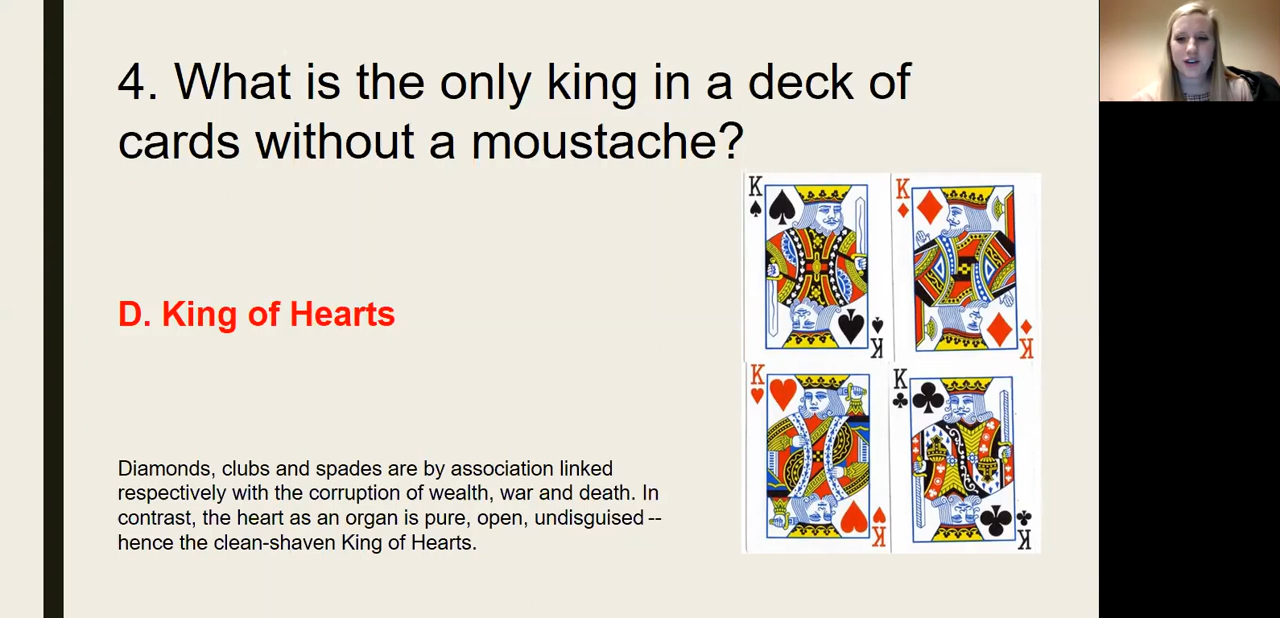 4. What is the only king in a deck of
cards without a moustache?
K
K
D. King of Hearts
K
K
K
K
Diamonds, clubs and spades are by association linked
respectively with the corruption of wealth, war and death. In
contrast, the heart as an organ is pure, open, undisguised --
hence the clean-shaven King of Hearts.
K
K